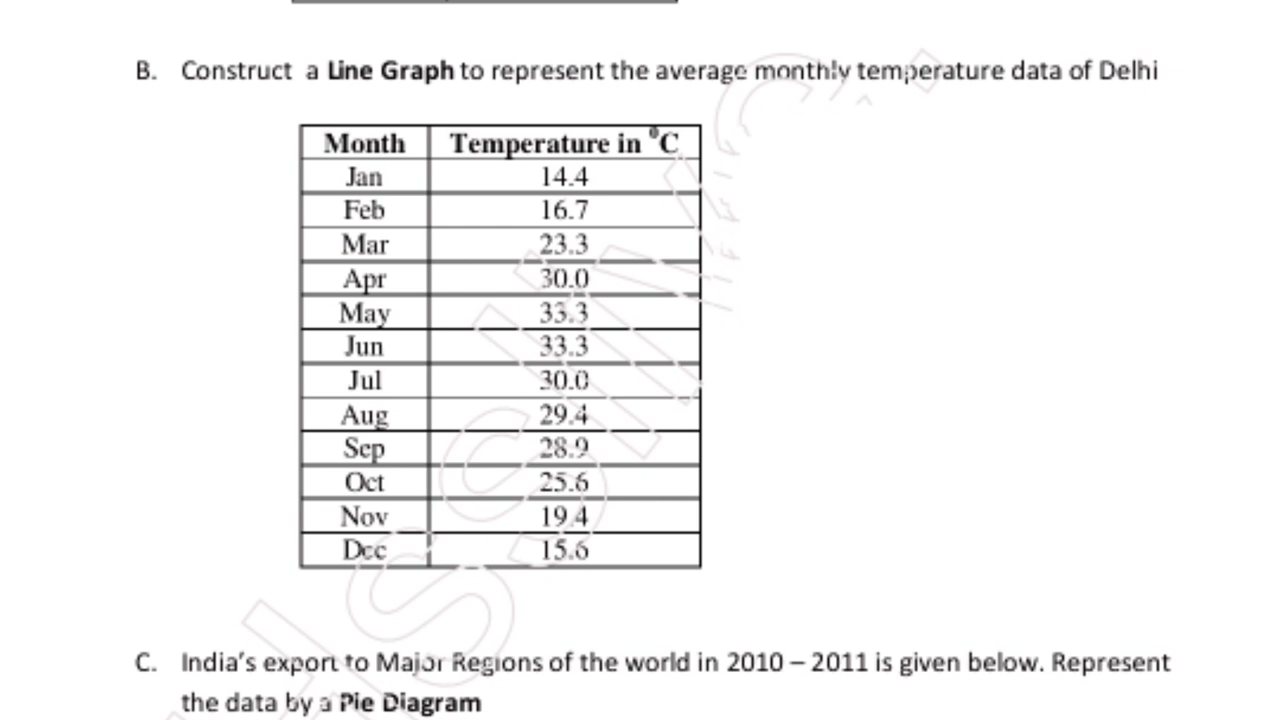 B. Construct a Line Graph to represent the average monthly temperature data of Delhi
Month Temperature in ⁰C
Jan 14.4
Feb 16.7
Mar 23.3
Apr 30.0
May 33.3
Jun 33.3
Jul 30.0
Aug 29.4
Sep 28.9
Oct 25.6
Nov 19.4
Dec 15.6
C. India's export to Major Regions of the world in 2010 – 2011 is given below. Represent
the data by a Pie Diagram